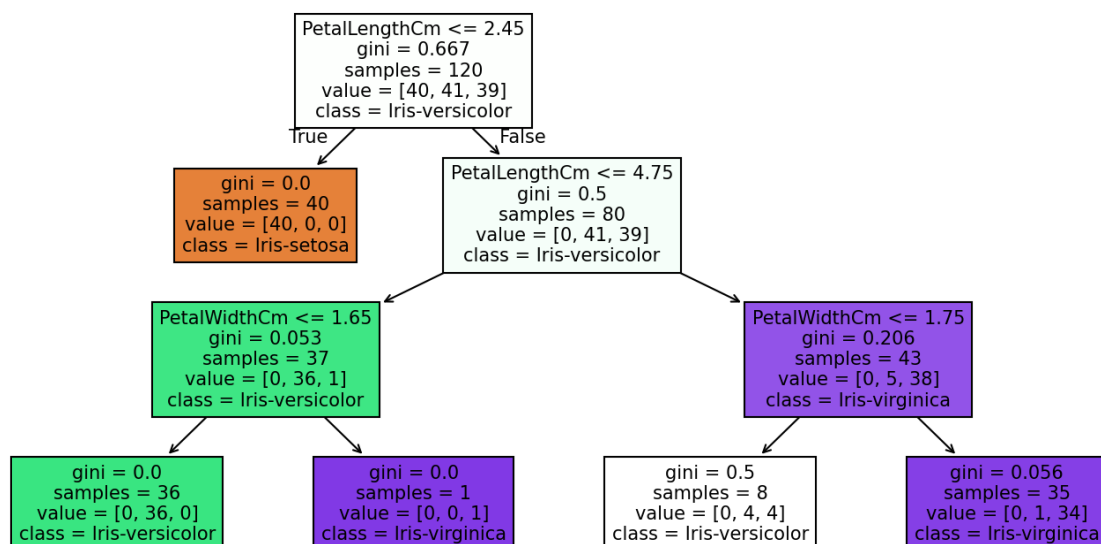 PetalLengthCm <= 2.45
gini = 0.667
samples = 120
value = [40, 41, 39]
class = Iris-versicolor
True
False
gini = 0.0
samples = 40
value = [40, 0, 0]
class = Iris-setosa
PetalLengthCm <= 4.75
gini = 0.5
samples = 80
value = [0, 41, 39]
class = Iris-versicolor
PetalWidthCm <= 1.65
gini = 0.053
samples = 37
value = [0, 36, 1]
class = Iris-versicolor
PetalWidthCm <= 1.75
gini = 0.206
samples = 43
value = [0, 5, 38]
class = Iris-virginica
gini = 0.0
samples = 36
value = [0, 36, 0]
class = Iris-versicolor
gini = 0.0
samples = 1
value = [0, 0, 1]
class = Iris-virginica
gini = 0.5
samples = 8
value = [0, 4, 4]
class = Iris-versicolor
gini = 0.056
samples = 35
value = [0, 1, 34]
class = Iris-virginica